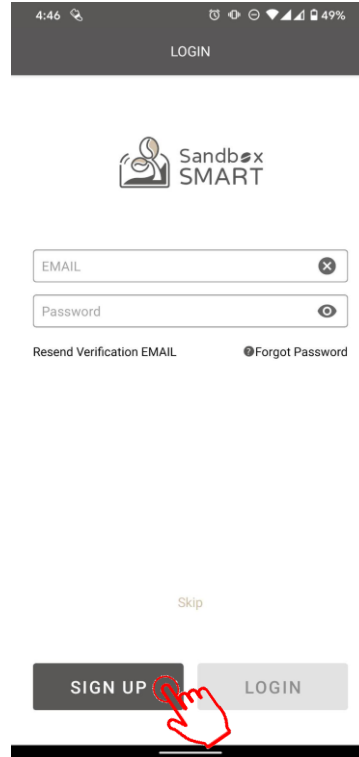 4:46 49%
LOGIN
Sandbox
SMART
EMAIL
Password
Resend Verification EMAIL ?Forgot Password
Skip
SIGN UP LOGIN